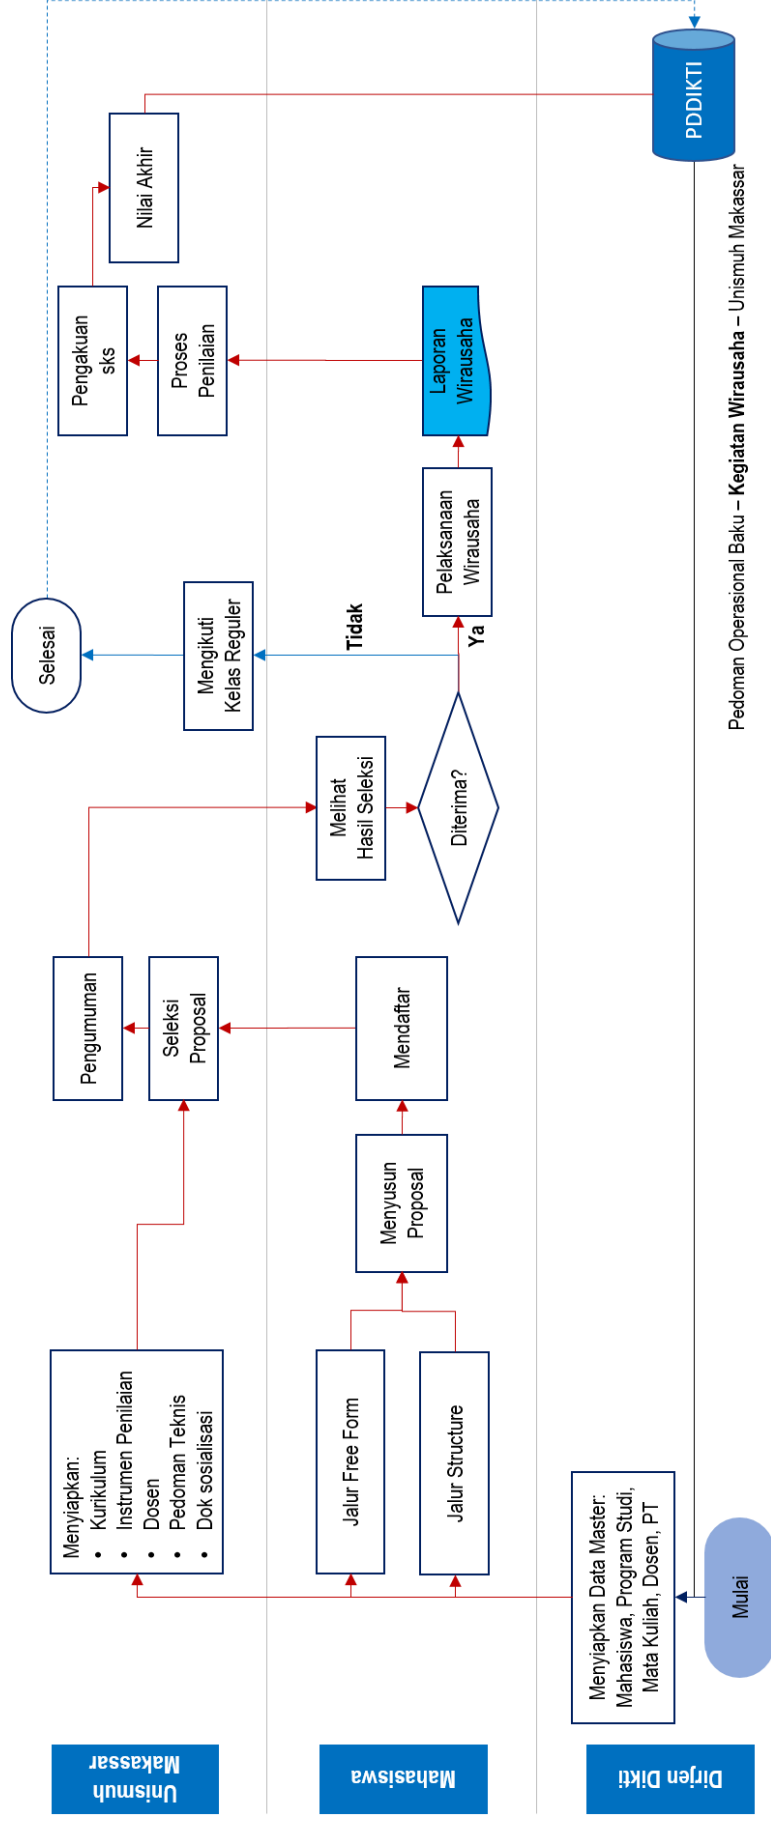 Unismuh
Makassar
Menyiapkan:
• Kurikulum
• Instrumen Penilaian
• Dosen
• Pedoman Teknis
• Dok sosialisasi
Pengumuman
Seleksi
Proposal
Selesai
Mengikuti
Kelas Reguler
Pengakuan
sks
Proses
Penilaian
Nilai Akhir
Mahasiswa
Jalur Free Form
Jalur Structure
Menyusun
Proposal
Mendaftar
Melihat
Hasil Seleksi
Diterima?
Tidak
Ya
Pelaksanaan
Wirausaha
Laporan
Wirausaha
Dirjen Dikti
Menyiapkan Data Master:
Mahasiswa, Program Studi,
Mata Kuliah, Dosen, PT
Mulai
PDDIKTI
Pedoman Operasional Baku – Kegiatan Wirausaha – Unismuh Makassar